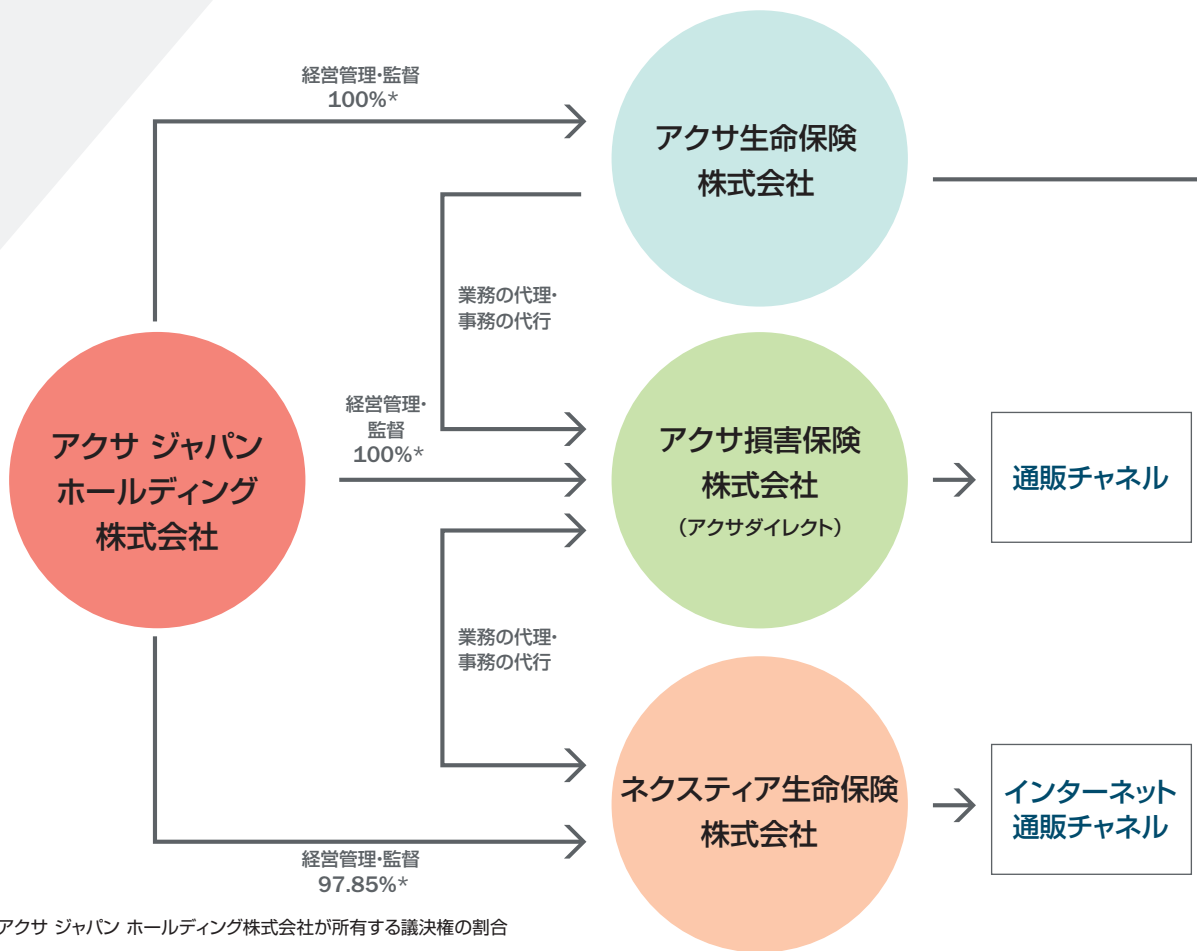 経営管理・監督
100%*
アクサ生命保険
株式会社
業務の代理・
事務の代行
アクサ ジャパン
ホールディング
株式会社
経営管理・
監督
100%*
アクサ損害保険
株式会社
（アクサダイレクト）
通販チャネル
業務の代理・
事務の代行
ネクスティア生命保険
株式会社
インターネット
通販チャネル
経営管理・監督
97.85%*
アクサ ジャパン ホールディング株式会社が所有する議決権の割合